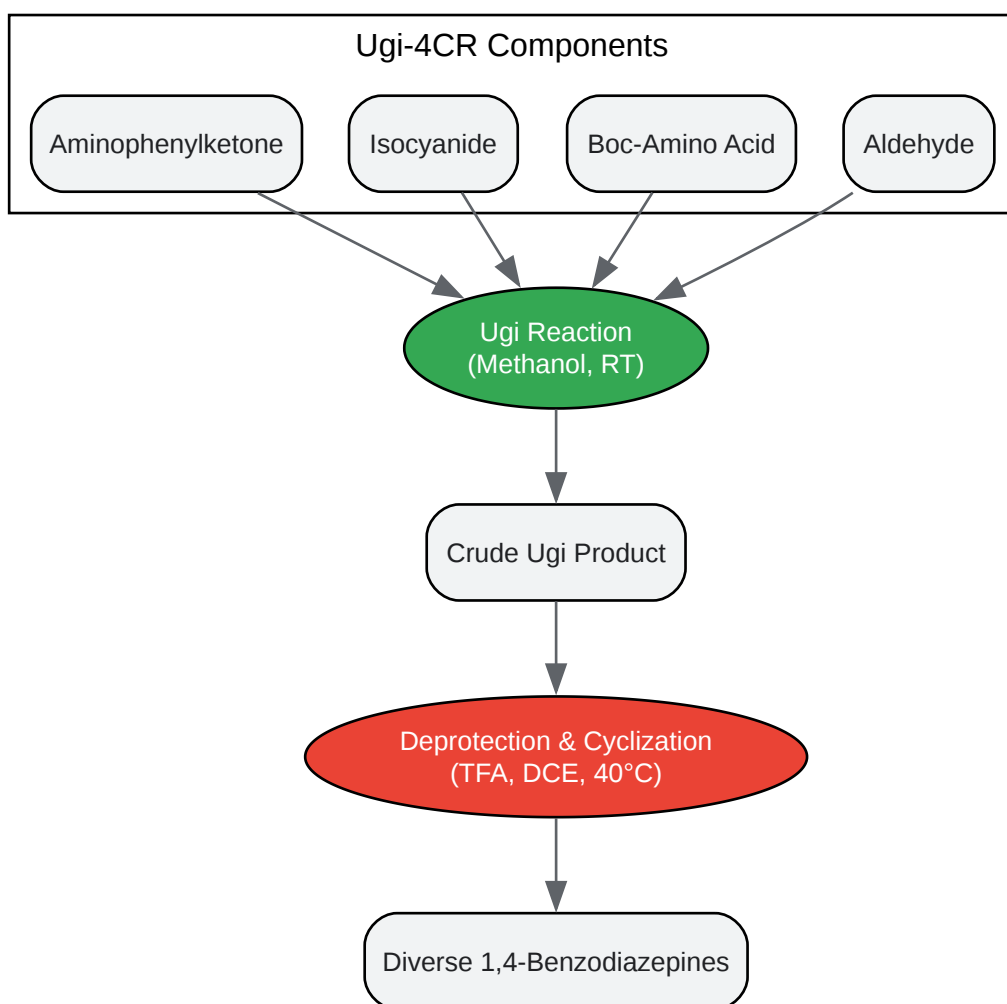 Ugi-4CR Components
Aminophenylketone
Isocyanide
Boc-Amino Acid
Aldehyde
Ugi Reaction
(Methanol, RT)
Crude Ugi Product
Deprotection & Cyclization
(TFA, DCE, 40°C)
Diverse 1,4-Benzodiazepines